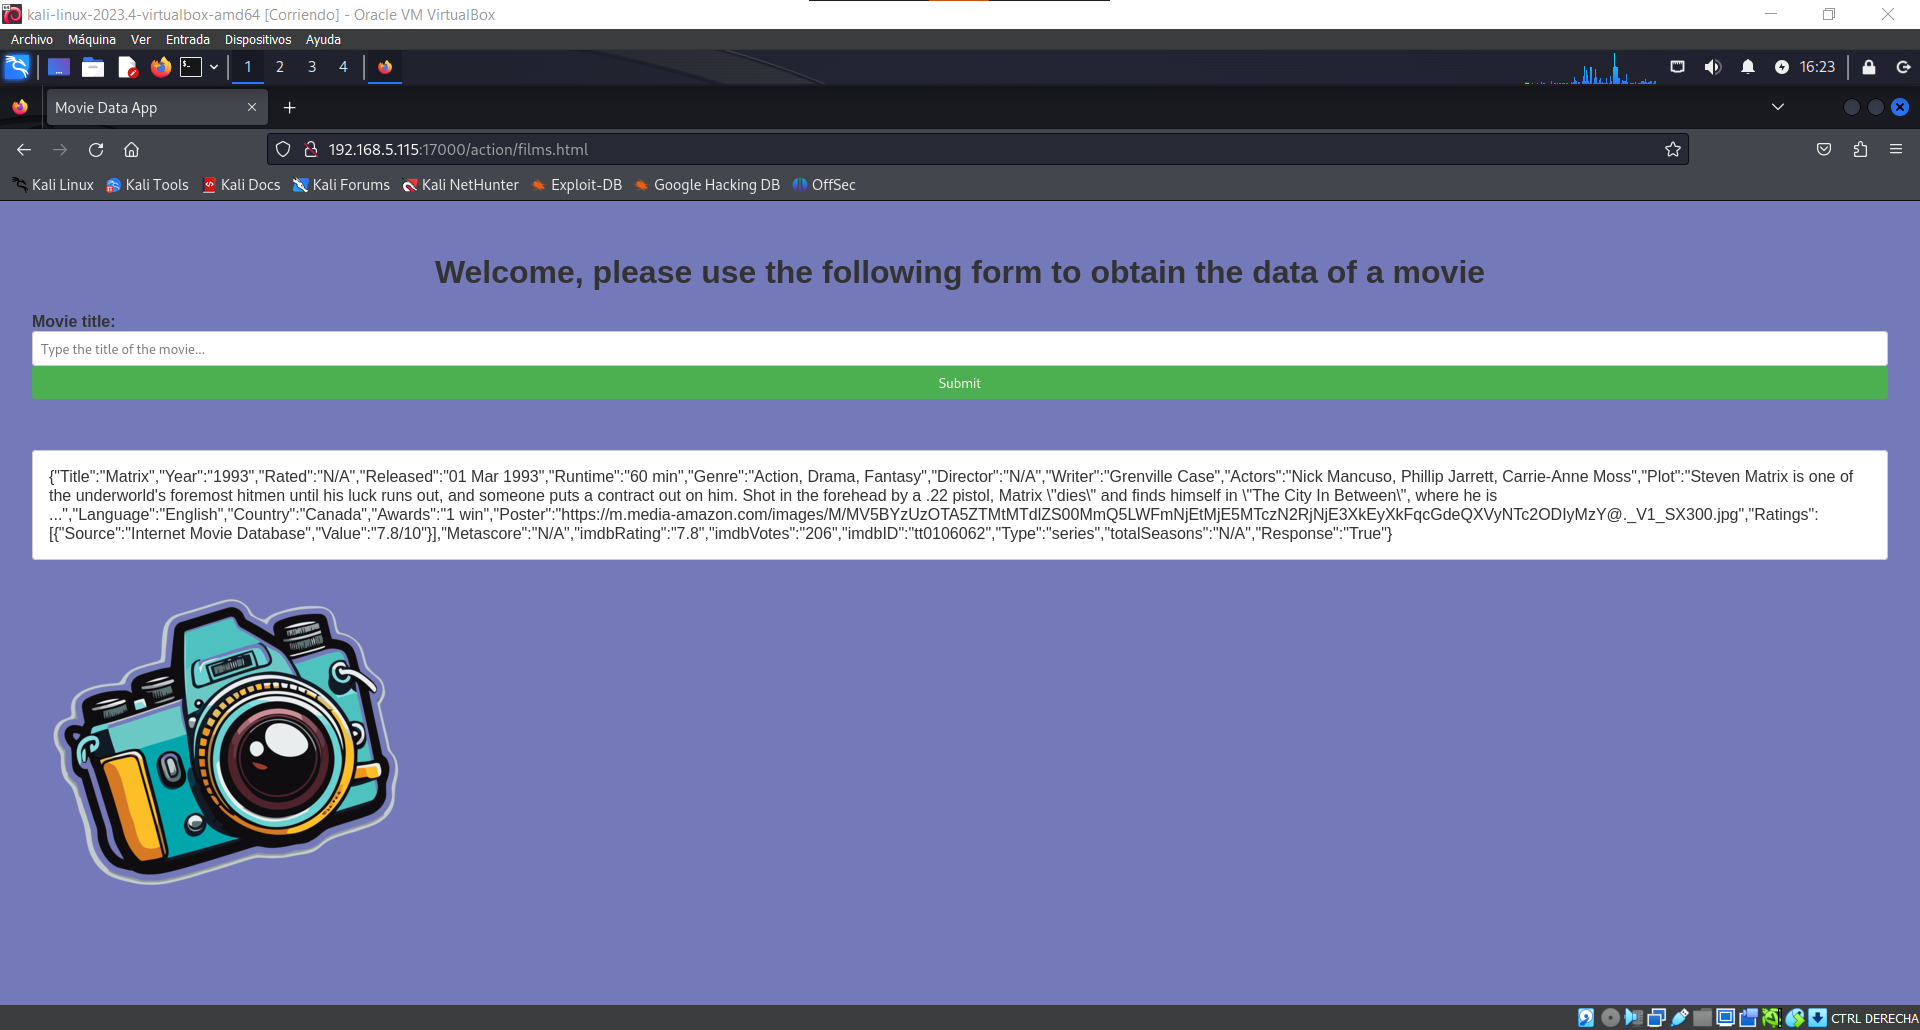 kali-linux-2023.4-virtualbox-amd64 [Corriendo] - Oracle VM VirtualBox
Archivo Máquina Ver Entrada Dispositivos Ayuda
1 2 3 4 16:23
Movie Data App
192.168.5.115:17000/action/films.html
Kali Linux Kali Tools Kali Docs Kali Forums Kali NetHunter Exploit-DB Google Hacking DB OffSec
Welcome, please use the following form to obtain the data of a movie
Movie title:
Type the title of the movie...
Submit
{"Title":"Matrix","Year":"1993","Rated":"N/A","Released":"01 Mar 1993","Runtime":"60 min","Genre":"Action, Drama, Fantasy","Director":"N/A","Writer":"Grenville Case","Actors":"Nick Mancuso, Phillip Jarrett, Carrie-Anne Moss","Plot":"Steven Matrix is one of
the underworld's foremost hitmen until his luck runs out, and someone puts a contract out on him. Shot in the forehead by a .22 pistol, Matrix \"dies\" and finds himself in \"The City In Between\", where he is
...","Language":"English","Country":"Canada","Awards":"1 win","Poster":"https://m.media-amazon.com/images/M/MV5BYzUzOTA5ZTMtMTdlZS00MmQ5LWFmNjEtMjE5MTczN2RjNjE3XkEyXkFqcGdeQXVyNTc2ODIyMzY@._V1_SX300.jpg","Ratings":
[{"Source":"Internet Movie Database","Value":"7.8/10"}],"Metascore":"N/A","imdbRating":"7.8","imdbVotes":"206","imdbID":"tt0106062","Type":"series","totalSeasons":"N/A","Response":"True"}
CTRL DERECHA